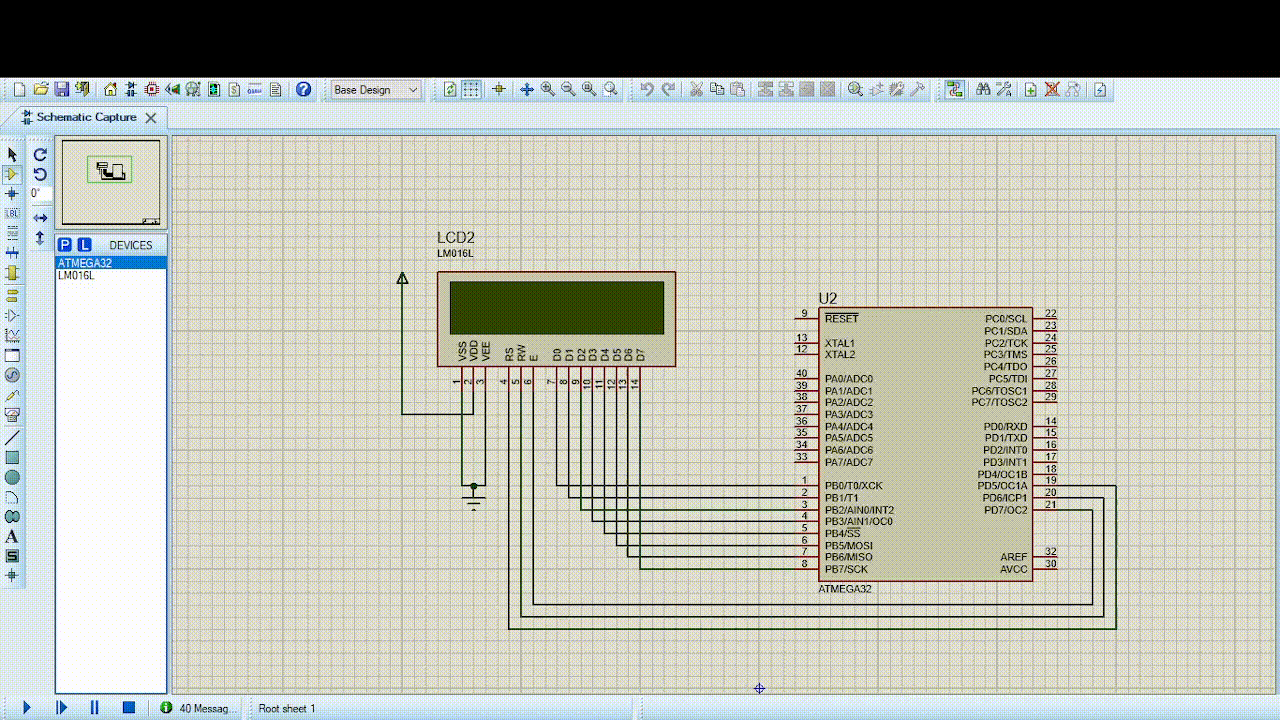 Base Design
Schematic Capture
0°
LBL
P L DEVICES
ATMEGA32
LM016L
A
S
LCD2
LM016L
VSS
VDD
VEE
RS
RW
E
D0
D1
D2
D3
D4
D5
D6
D7
1
2
3
4
5
6
7
8
9
10
11
12
13
14
U2
9 RESET
13 XTAL1
12 XTAL2
40 PA0/ADC0
39 PA1/ADC1
38 PA2/ADC2
37 PA3/ADC3
36 PA4/ADC4
35 PA5/ADC5
34 PA6/ADC6
33 PA7/ADC7
1 PB0/T0/XCK
2 PB1/T1
3 PB2/AIN0/INT2
4 PB3/AIN1/OC0
5 PB4/SS
6 PB5/MOSI
7 PB6/MISO
8 PB7/SCK
PC0/SCL 22
PC1/SDA 23
PC2/TCK 24
PC3/TMS 25
PC4/TDO 26
PC5/TDI 27
PC6/TOSC1 28
PC7/TOSC2 29
PD0/RXD 14
PD1/TXD 15
PD2/INT0 16
PD3/INT1 17
PD4/OC1B 18
PD5/OC1A 19
PD6/ICP1 20
PD7/OC2 21
AREF 32
AVCC 30
ATMEGA32
40 Messag...
Root sheet 1